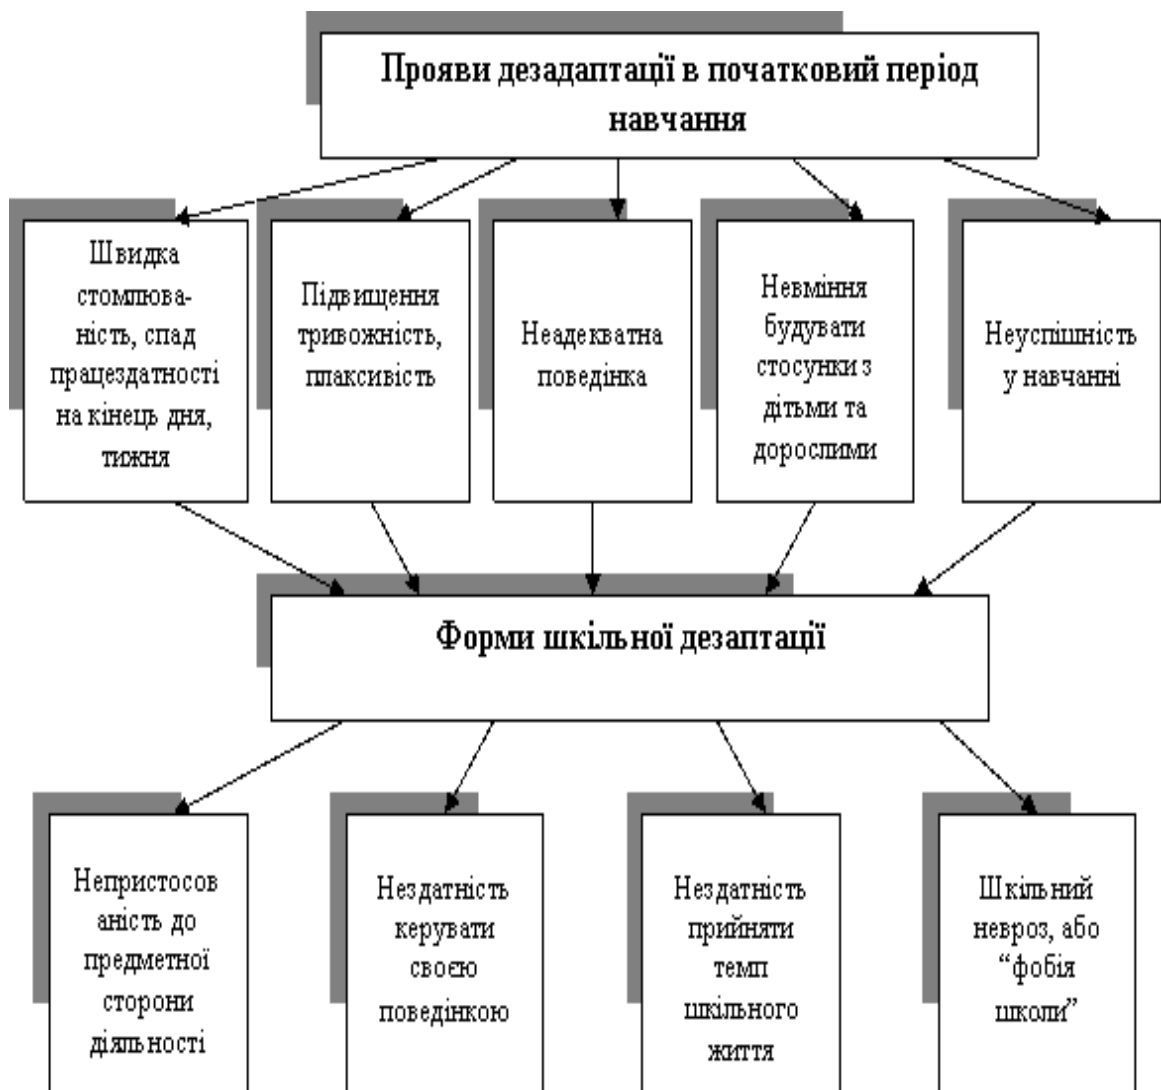 Прояви дезадаптації в початковий період
навчання
Швидка
стомлюва-
ність, спад
працездатності
на кінець дня,
тижня
Підвищення
тривожність,
плаксивість
Неадекватна
поведінка
Невміння
будувати
стосунки з
дітьми та
дорослими
Неуспішність
у навчанні
Форми шкільної дезаптації
Непристосов
аність до
предметної
сторони
діяльності
Нездатність
керувати
своєю
поведінкою
Нездатність
прийняти
темп
шкільного
життя
Шкільний
невроз, або
“фобія
школи”